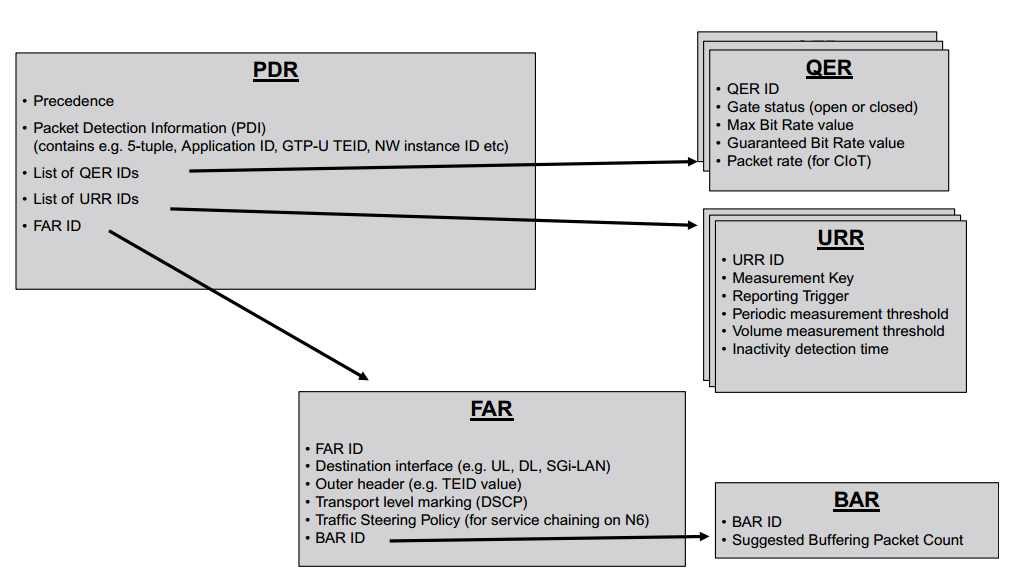 PDR
• Precedence
• Packet Detection Information (PDI)
(contains e.g. 5-tuple, Application ID, GTP-U TEID, NW instance ID etc)
• List of QER IDs
• List of URR IDs
• FAR ID
QER
• QER ID
• Gate status (open or closed)
• Max Bit Rate value
• Guaranteed Bit Rate value
• Packet rate (for CIoT)
URR
• URR ID
• Measurement Key
• Reporting Trigger
• Periodic measurement threshold
• Volume measurement threshold
• Inactivity detection time
FAR
• FAR ID
• Destination interface (e.g. UL, DL, SGi-LAN)
• Outer header (e.g. TEID value)
• Transport level marking (DSCP)
• Traffic Steering Policy (for service chaining on N6)
• BAR ID
BAR
• BAR ID
• Suggested Buffering Packet Count